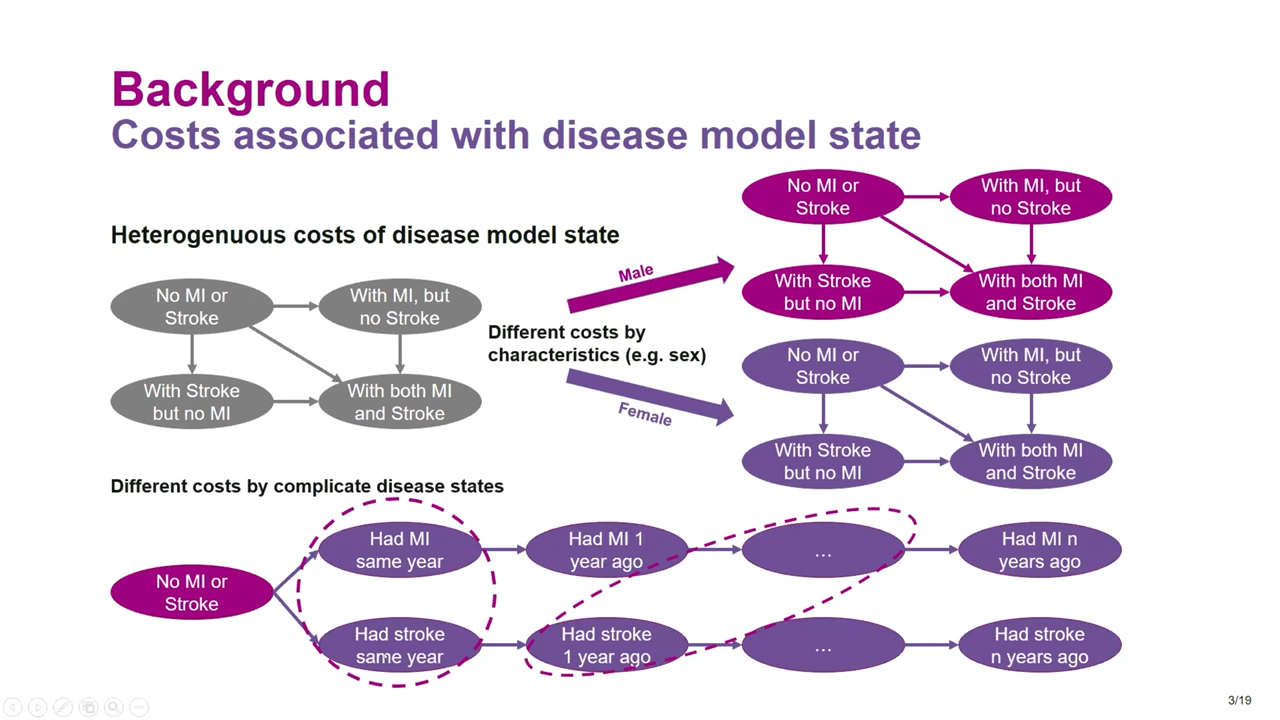 Background
Costs associated with disease model state
Heterogenuous costs of disease model state
No MI or
Stroke
With MI, but
no Stroke
With Stroke
but no MI
With both MI
and Stroke
Different costs by
characteristics (e.g. sex)
Male
Female
No MI or
Stroke
With MI, but
no Stroke
With Stroke
but no MI
With both MI
and Stroke
No MI or
Stroke
With MI, but
no Stroke
With Stroke
but no MI
With both MI
and Stroke
Different costs by complicate disease states
No MI or
Stroke
Had MI
same year
Had MI 1
year ago
...
Had MI n
years ago
Had stroke
same year
Had stroke
1 year ago
...
Had stroke
n years ago
3/19